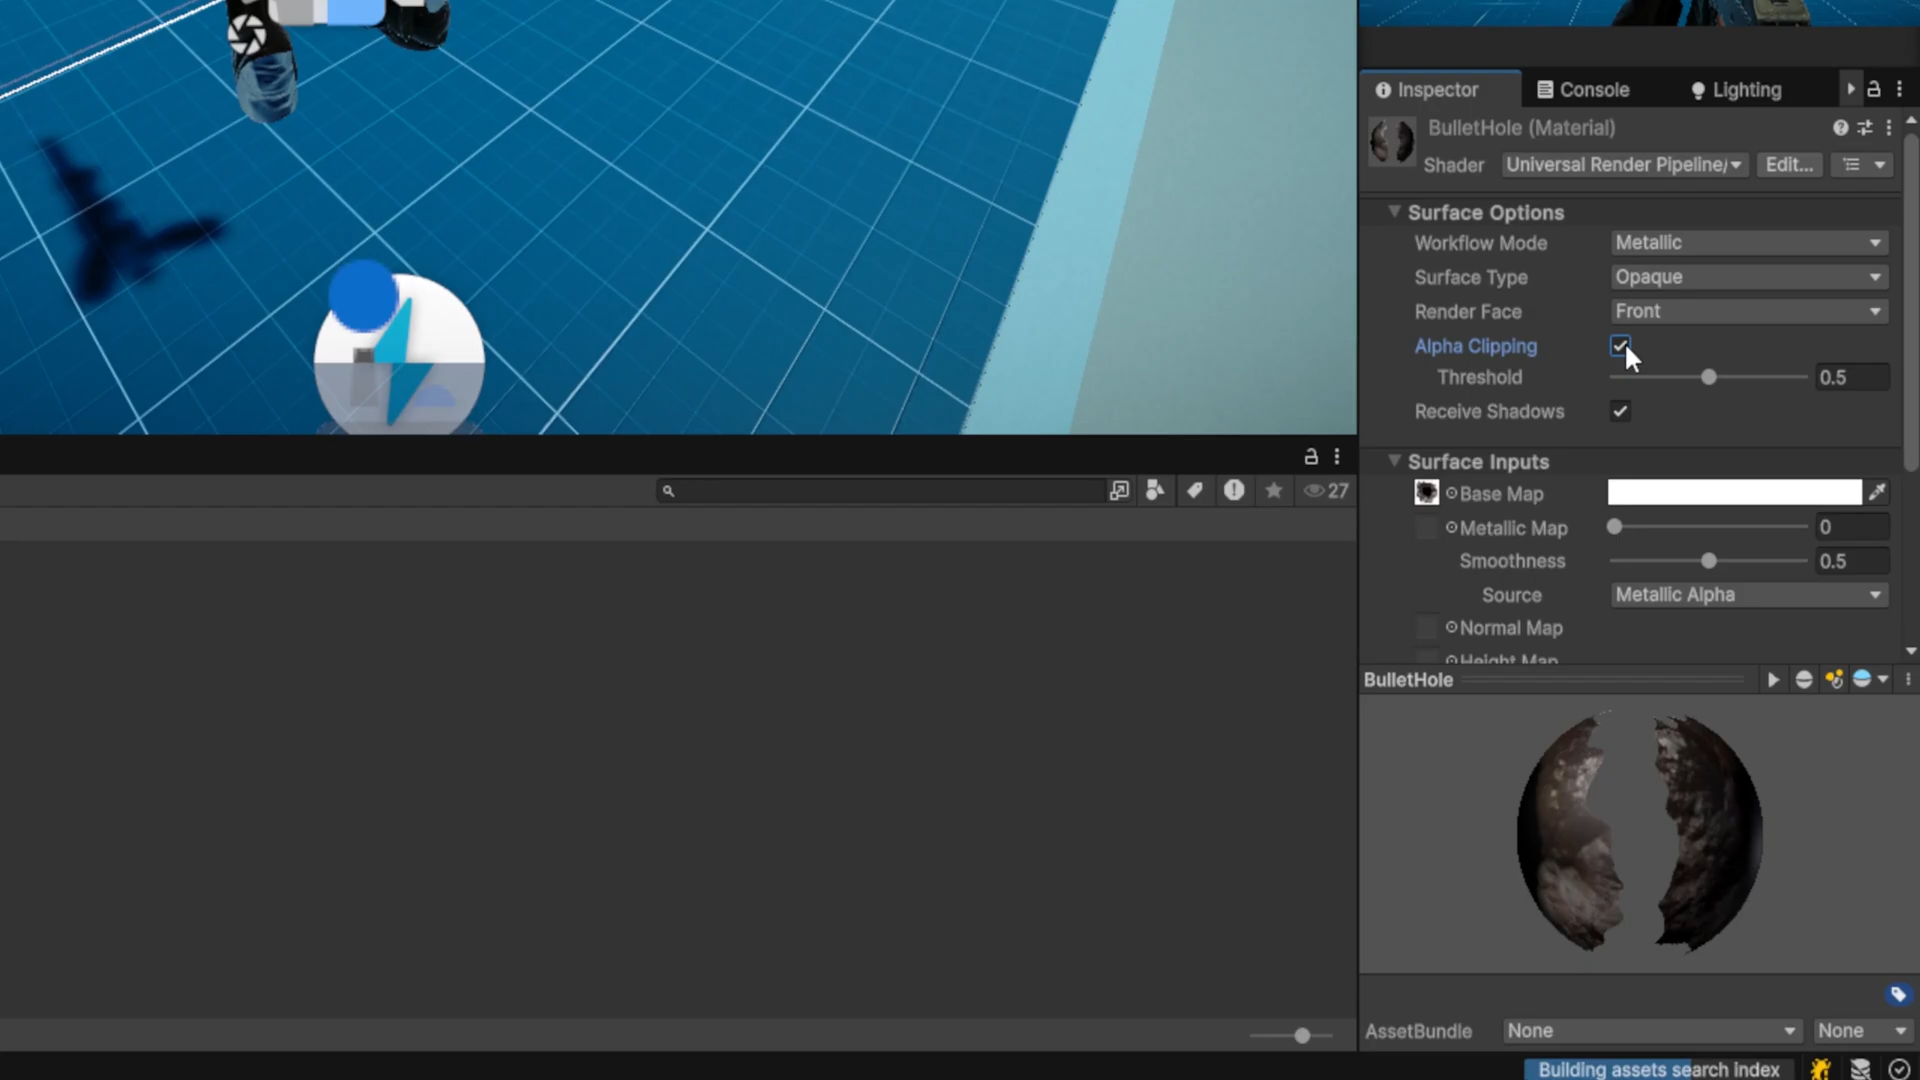 Inspector
Console
Lighting
BulletHole (Material)
Shader
Universal Render Pipeline/
Edit...
Surface Options
Workflow Mode
Metallic
Surface Type
Opaque
Render Face
Front
Alpha Clipping
Threshold
0.5
Receive Shadows
27
Surface Inputs
Base Map
Metallic Map
0
Smoothness
0.5
Source
Metallic Alpha
Normal Map
Height Map
BulletHole
AssetBundle
None
None
Building assets search index